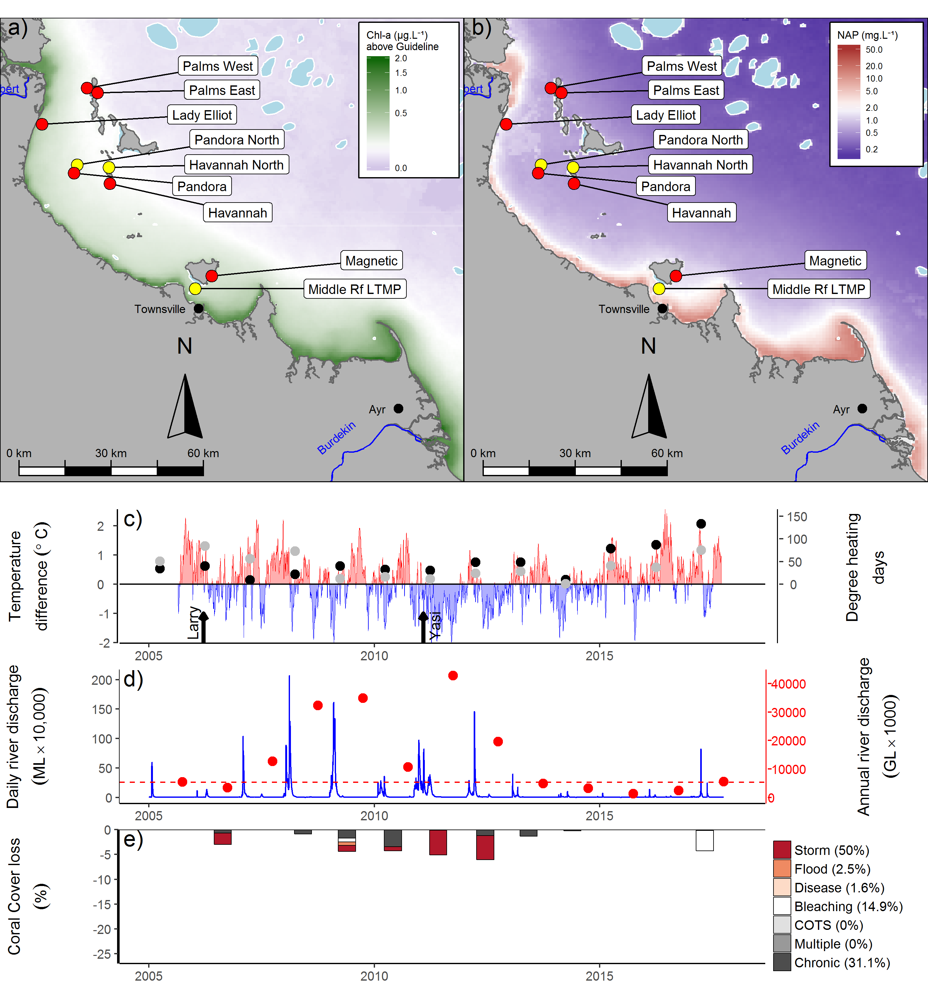 a)
Chl-a (µg.L⁻¹)
above Guideline
2.0
1.5
1.0
0.5
0.0
Palms West
Palms East
bert
Lady Elliot
Pandora North
Havannah North
Pandora
Havannah
Magnetic
Middle Rf LTMP
Townsville
N
Ayr
Burdekin
0 km
30 km
60 km
b)
NAP (mg.L⁻¹)
50.0
20.0
10.0
5.0
2.0
1.0
0.5
0.2
Palms West
Palms East
bert
Lady Elliot
Pandora North
Havannah North
Pandora
Havannah
Magnetic
Middle Rf LTMP
Townsville
N
Ayr
Burdekin
0 km
30 km
60 km
c)
Temperature
difference (° C)
2
1
0
-1
-2
Larry
Yasi
150
100
50
0
Degree heating
days
2005
2010
2015
d)
Daily river discharge
(ML × 10,000)
200
150
100
50
0
40000
30000
20000
10000
0
Annual river discharge
(GL × 1000)
2005
2010
2015
e)
Coral Cover loss
(%)
0
-5
-10
-15
-20
-25
2005
2010
2015
Storm (50%)
Flood (2.5%)
Disease (1.6%)
Bleaching (14.9%)
COTS (0%)
Multiple (0%)
Chronic (31.1%)